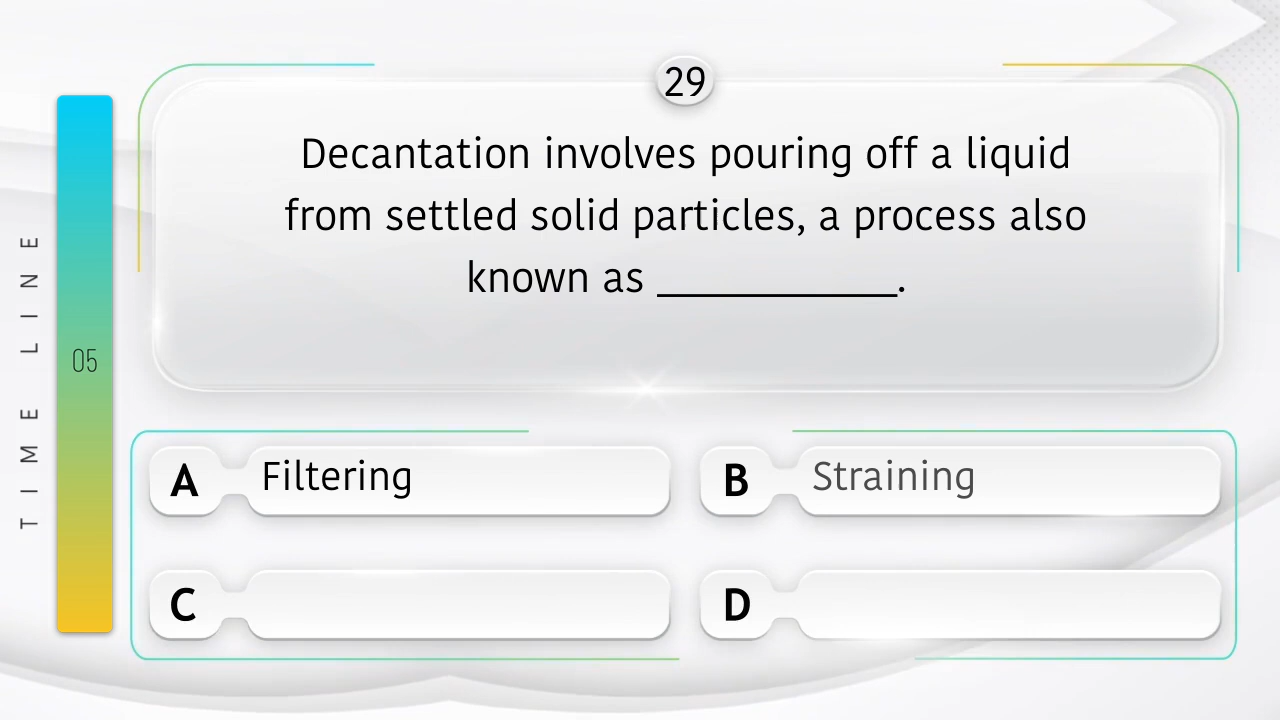 29
Decantation involves pouring off a liquid
from settled solid particles, a process also
known as ___________.
TIME LINE
05
A Filtering
B Straining
C
D